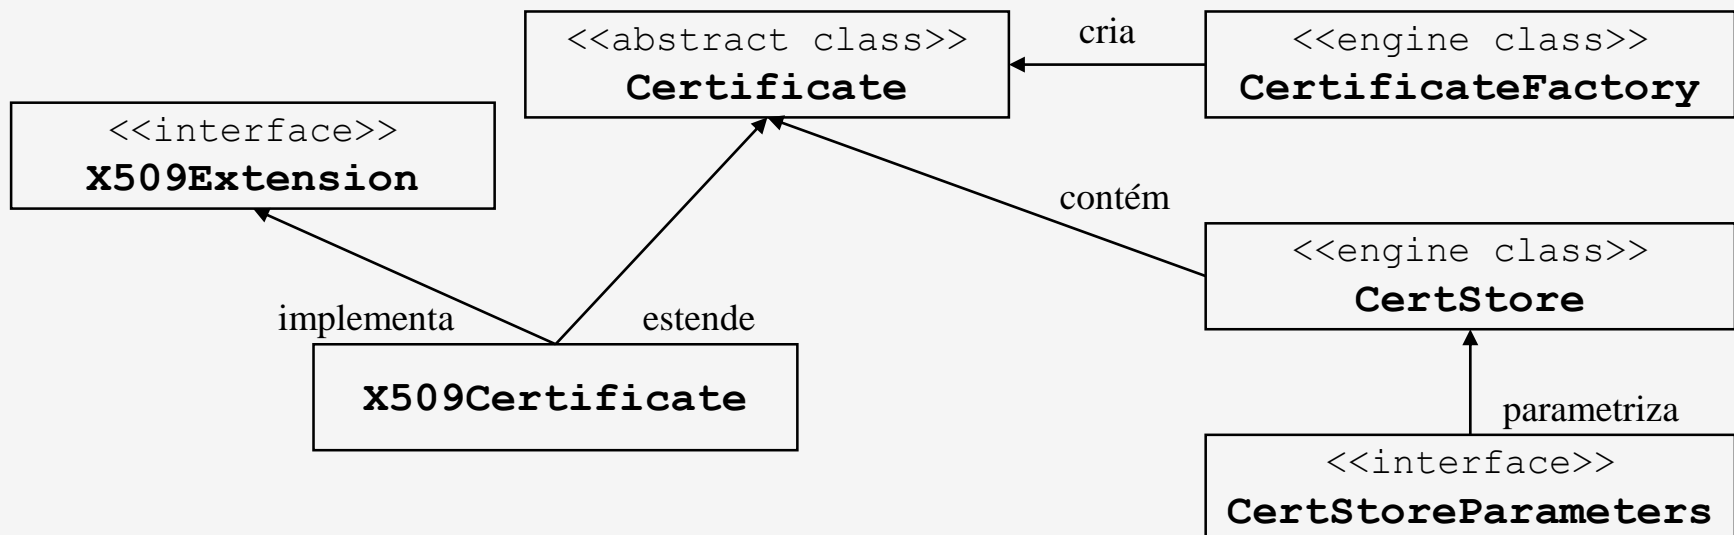 <<abstract class>>
Certificate
cria
<<engine class>>
CertificateFactory
<<interface>>
X509Extension
contém
<<engine class>>
CertStore
implementa
estende
X509Certificate
parametriza
<<interface>>
CertStoreParameters